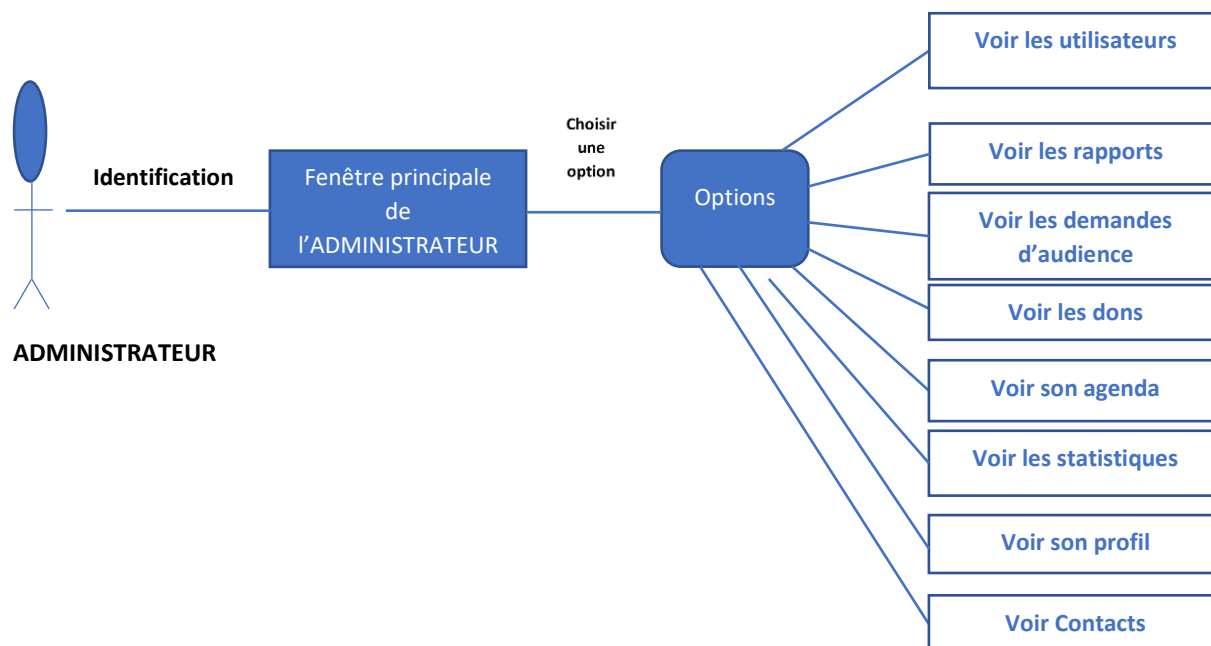 Identification
ADMINISTRATEUR
Fenêtre principale
de
l’ADMINISTRATEUR
Choisir
une
option
Options
Voir les utilisateurs
Voir les rapports
Voir les demandes
d’audience
Voir les dons
Voir son agenda
Voir les statistiques
Voir son profil
Voir Contacts